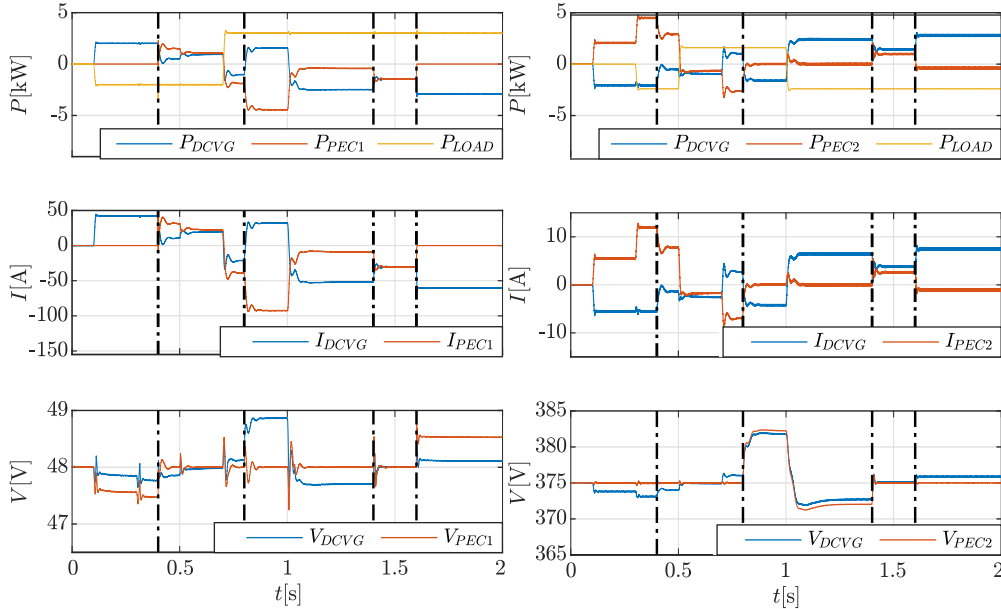 5
0
-5
P[kW]
P_DCVG P_PEC1 P_LOAD
5
0
-5
P[kW]
P_DCVG P_PEC2 P_LOAD
50
0
-50
-100
-150
I[A]
I_DCVG I_PEC1
10
0
-10
I[A]
I_DCVG I_PEC2
49
48
47
V[V]
V_DCVG V_PEC1
0 0.5 1 1.5 2
t[s]
385
380
375
370
365
V[V]
V_DCVG V_PEC2
0 0.5 1 1.5 2
t[s]